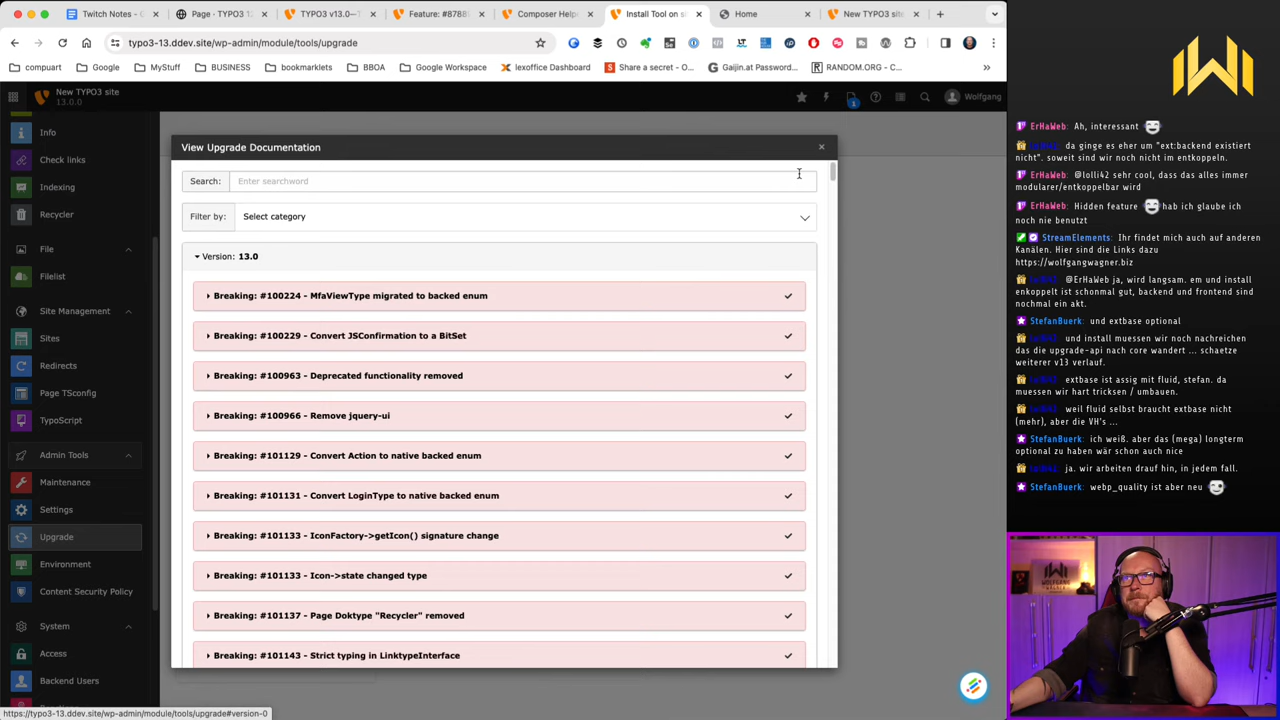 Twitch Notes -
Page · TYPO3 12
TYPO3 v13.0—T
Feature: #8788
Composer Helpe
Install Tool on s
Home
New TYPO3 site
typo3-13.ddev.site/wp-admin/module/tools/upgrade
compuart
Google
MyStuff
BUSINESS
bookmarklets
BBOA
Google Workspace
lexoffice Dashboard
Share a secret - O...
Gaijin.at Password...
RANDOM.ORG - C...
New TYPO3 site
13.0.0
1
Wolfgang
Info
Check links
Indexing
Recycler
File
Filelist
Site Management
Sites
Redirects
Page TSconfig
TypoScript
Admin Tools
Maintenance
Settings
Upgrade
Environment
Content Security Policy
System
Access
Backend Users
https://typo3-13.ddev.site/wp-admin/module/tools/upgrade#version-0
View Upgrade Documentation
Search:
Enter searchword
Filter by:
Select category
Version: 13.0
Breaking: #100224 - MfaViewType migrated to backed enum
Breaking: #100229 - Convert JSConfirmation to a BitSet
Breaking: #100963 - Deprecated functionality removed
Breaking: #100966 - Remove jquery-ui
Breaking: #101129 - Convert Action to native backed enum
Breaking: #101131 - Convert LoginType to native backed enum
Breaking: #101133 - IconFactory->getIcon() signature change
Breaking: #101133 - Icon->state changed type
Breaking: #101137 - Page Doktype "Recycler" removed
Breaking: #101143 - Strict typing in LinktypeInterface
ErHaWeb: Ah, interessant
lolli42: da ginge es eher um "ext:backend existiert
nicht". soweit sind wir noch nicht im entkoppeln.
ErHaWeb: @lolli42 sehr cool, dass das alles immer
modularer/entkoppelbar wird
ErHaWeb: Hidden feature hab ich glaube ich
noch nie benutzt
StreamElements: Ihr findet mich auch auf anderen
Kanälen. Hier sind die Links dazu
https://wolfgangwagner.biz
lolli42: @ErHaWeb ja, wird langsam. em und install
enkoppelt ist schonmal gut, backend und frontend sind
nochmal ein akt.
StefanBuerk: und extbase optional
lolli42: und install muessen wir noch nachreichen
das die upgrade-api nach core wandert ... schaetze
weiterer v13 verlauf.
lolli42: extbase ist assig mit fluid, stefan. da
muessen wir hart tricksen / umbauen.
lolli42: weil fluid selbst braucht extbase nicht
(mehr), aber die VH's ...
StefanBuerk: ich weiß. aber das (mega) longterm
optional zu haben wär schon auch nice
lolli42: ja. wir arbeiten drauf hin, in jedem fall.
StefanBuerk: webp_quality ist aber neu